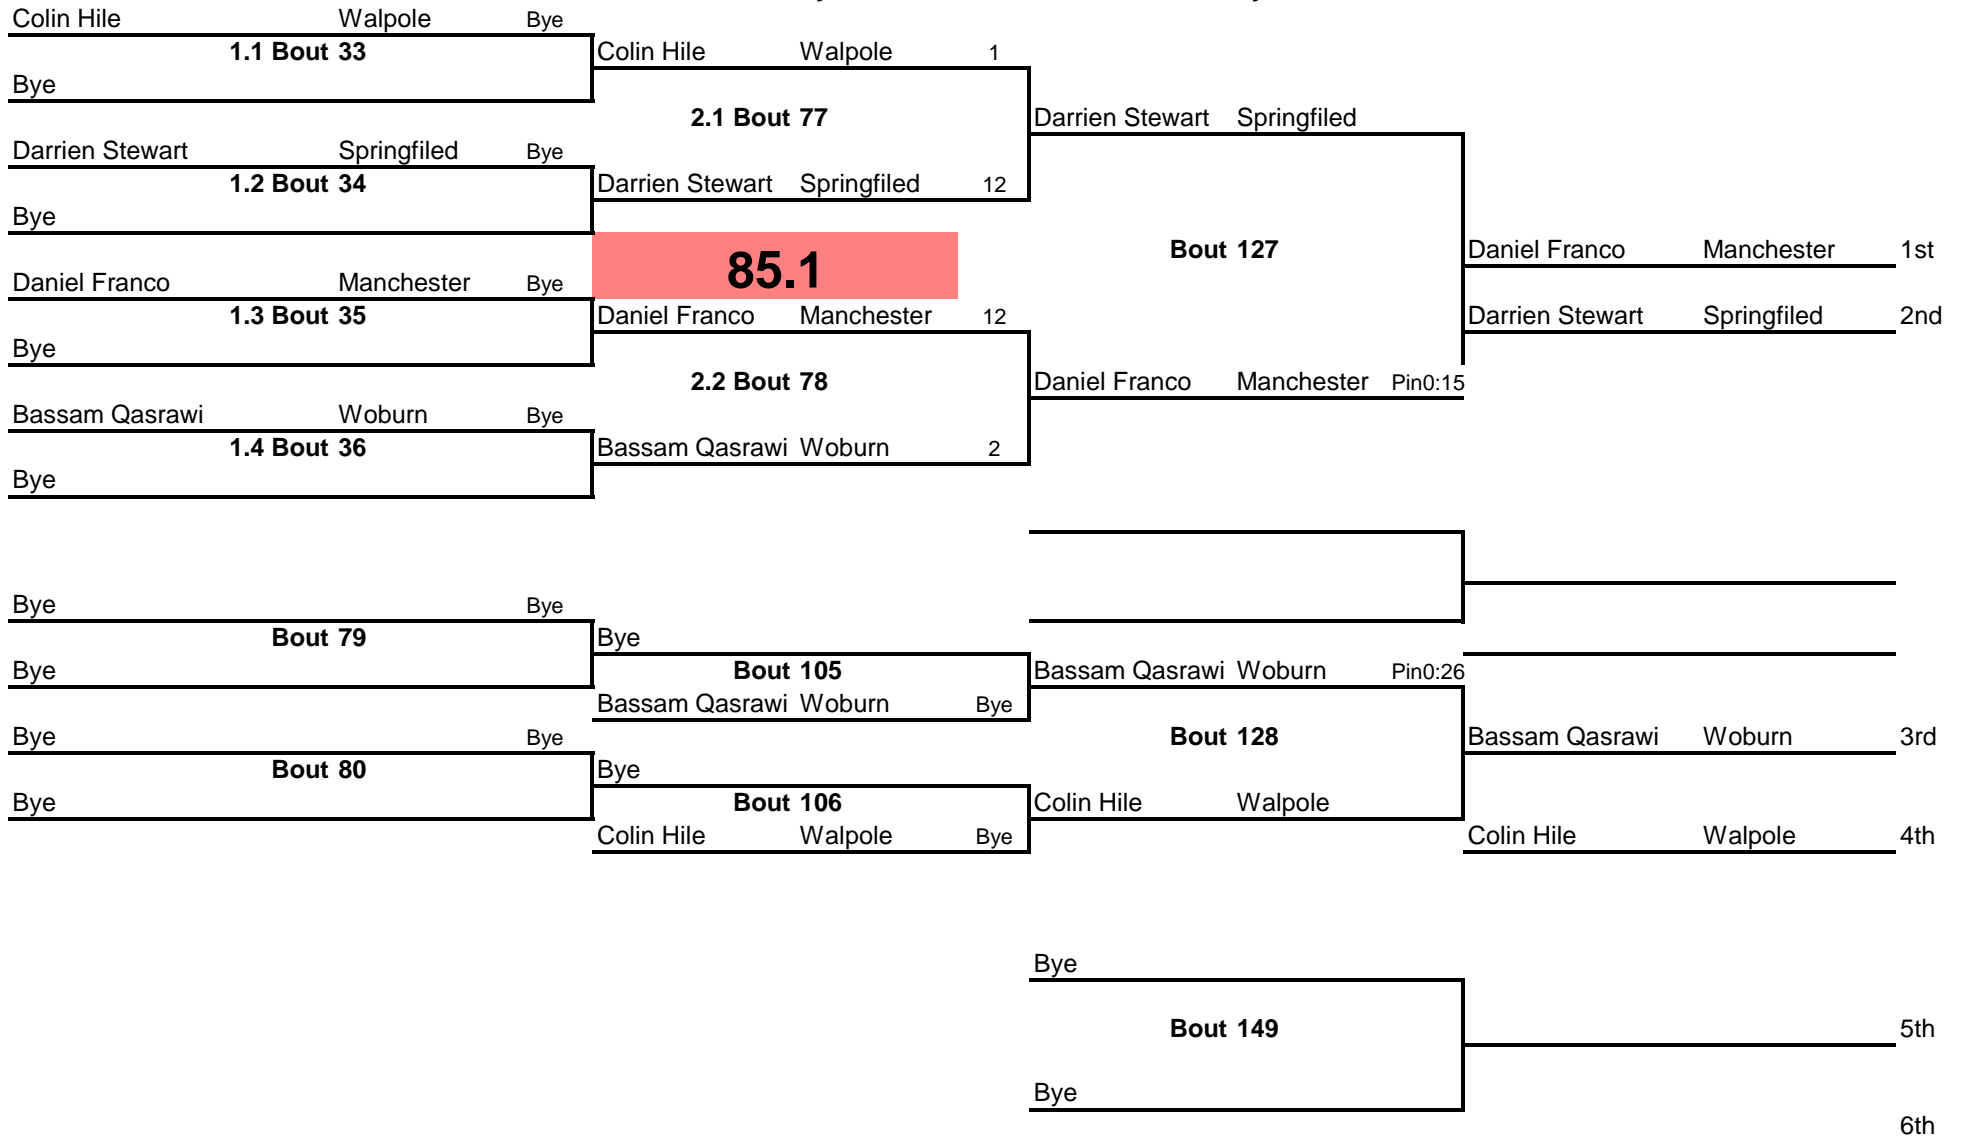 Colin Hile Walpole Bye
1.1 Bout 33 Colin Hile Walpole 1
Bye
2.1 Bout 77 Darrien Stewart Springfiled
Darrien Stewart Springfiled Bye
1.2 Bout 34 Darrien Stewart Springfiled 12
Bye
85.1 Bout 127 Daniel Franco Manchester 1st
Daniel Franco Manchester Bye
1.3 Bout 35 Daniel Franco Manchester 12 Darrien Stewart Springfiled 2nd
Bye
2.2 Bout 78 Daniel Franco Manchester Pin0:15
Bassam Qasrawi Woburn Bye
1.4 Bout 36 Bassam Qasrawi Woburn 2
Bye
Bye Bye
Bout 79 Bye
Bye Bout 105 Bassam Qasrawi Woburn Pin0:26
Bassam Qasrawi Woburn Bye
Bye Bye Bout 128 Bassam Qasrawi Woburn 3rd
Bout 80 Bye
Bye Bout 106 Colin Hile Walpole
Colin Hile Walpole Bye Colin Hile Walpole 4th
Bye
Bout 149 5th
Bye
6th